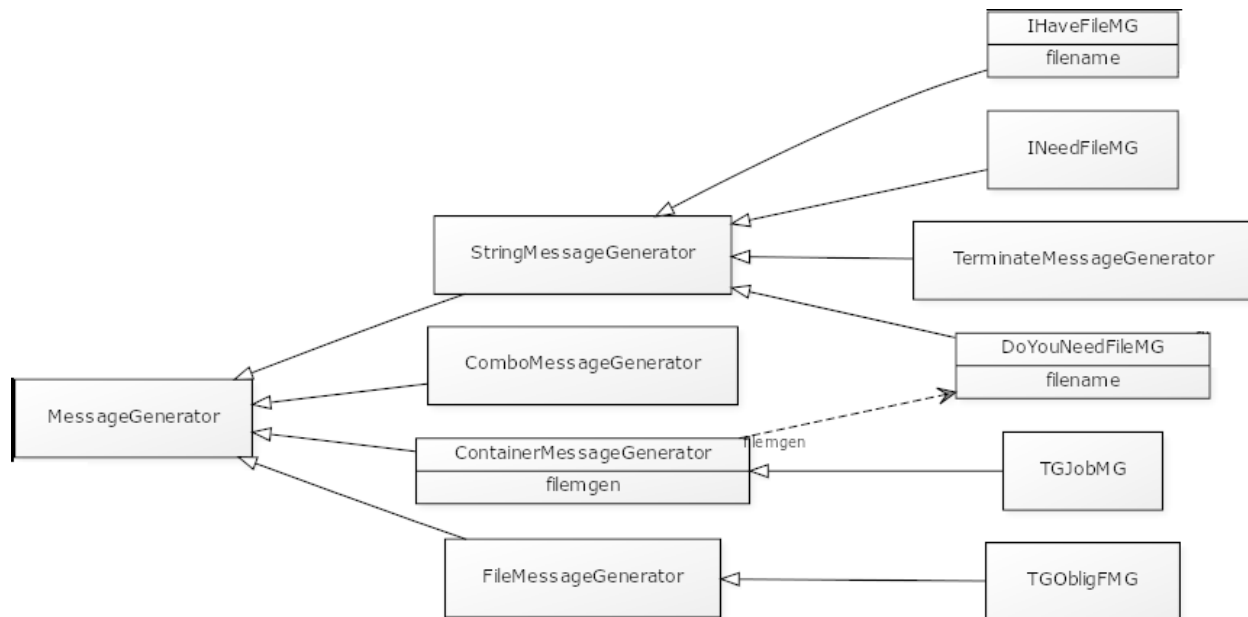 IHaveFileMG
filename
INeedFileMG
StringMessageGenerator
TerminateMessageGenerator
DoYouNeedFileMG
filename
ComboMessageGenerator
MessageGenerator
filemgen
ContainerMessageGenerator
filemgen
TGJobMG
FileMessageGenerator
TGObligFMG